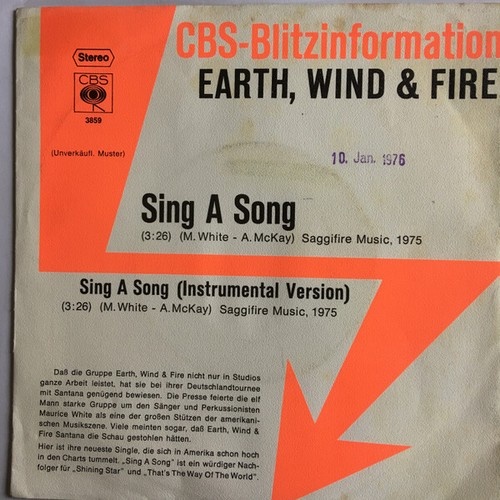 Stereo
CBS-Blitzinformation
CBS
EARTH, WIND & FIRE
3859
(Unverkäufl. Muster)
10. Jan. 1976
Sing A Song
(3:26) (M. White - A. McKay) Saggifire Music, 1975
Sing A Song (Instrumental Version)
(3:26) (M. White - A. McKay) Saggifire Music, 1975
Daß die Gruppe Earth, Wind & Fire nicht nur in Studios
ganze Arbeit leistet, hat sie bei ihrer Deutschlandtournee
mit Santana genügend bewiesen. Die Presse feierte die elf
Mann starke Gruppe um den Sänger und Perkussionisten
Maurice White als eine der großen Stützen der amerikani-
schen Musikszene. Viele meinten sogar, daß Earth, Wind &
Fire Santana die Schau gestohlen hätten.
Hier ist ihre neueste Single, die sich in Amerika schon hoch
in den Charts tummelt. „Sing A Song" ist ein würdiger Nach-
folger für „Shining Star" und „That's The Way Of The World".